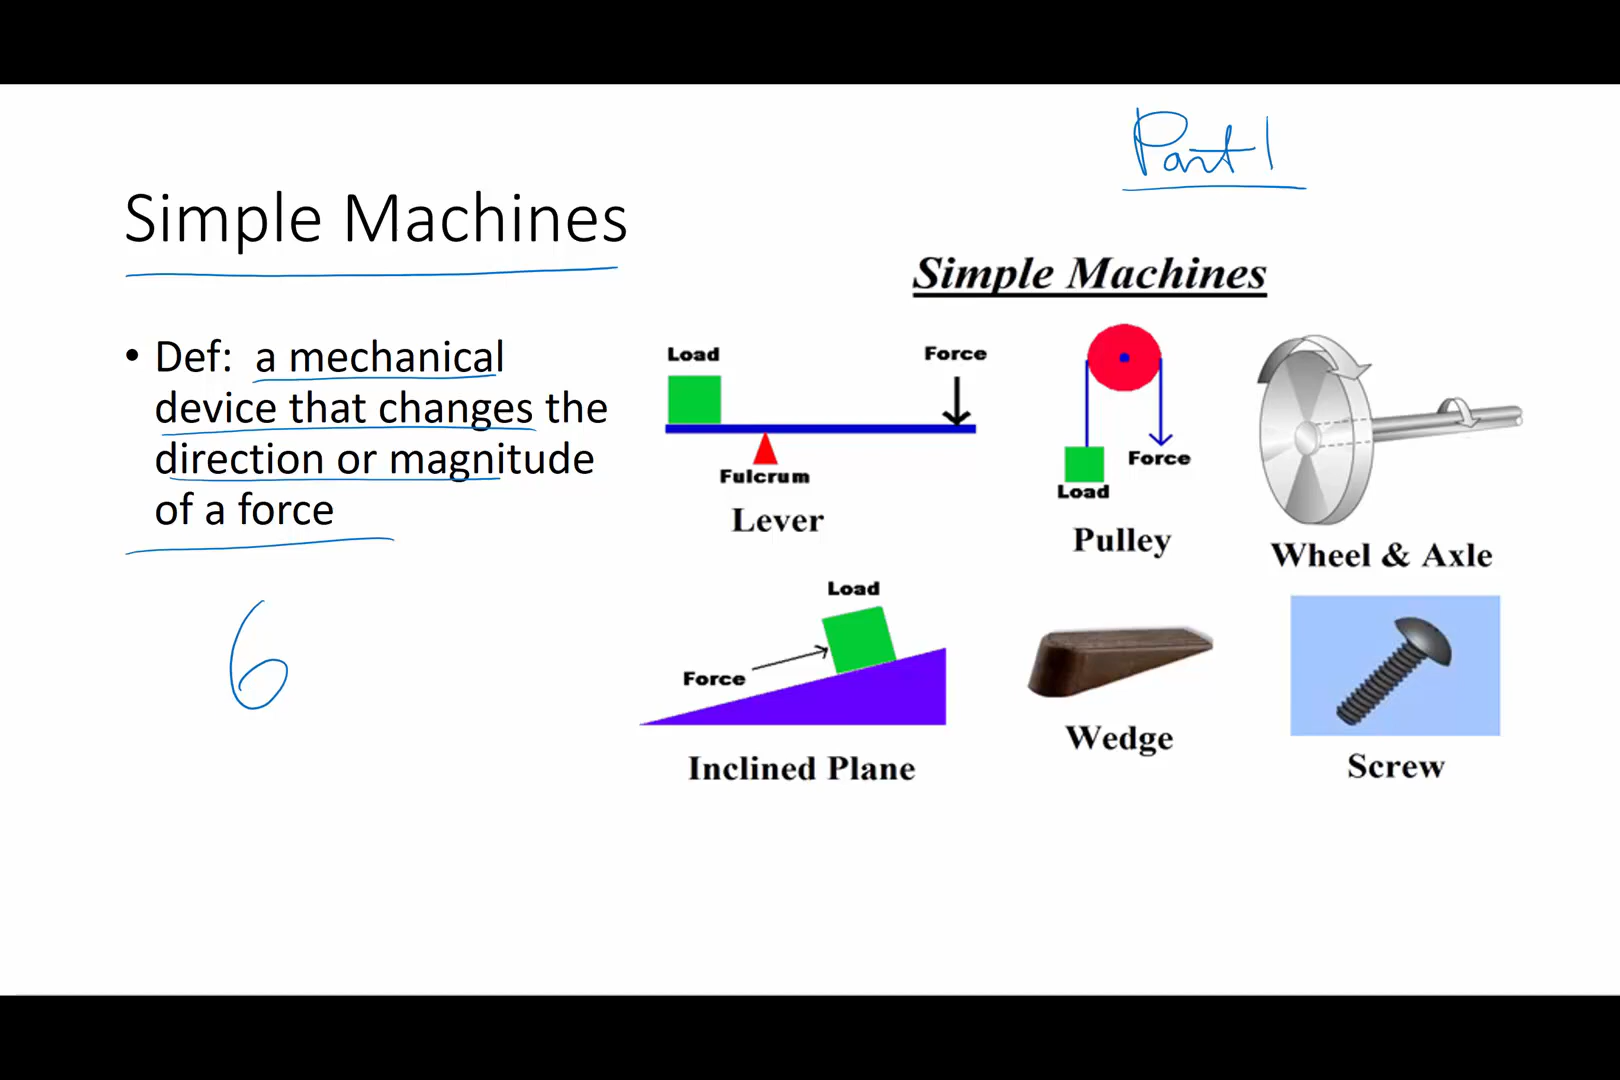 Part 1
Simple Machines
• Def: a mechanical
device that changes the
direction or magnitude
of a force
6
Simple Machines
Load
Force
Fulcrum
Lever
Force
Load
Pulley
Wheel & Axle
Load
Force
Inclined Plane
Wedge
Screw